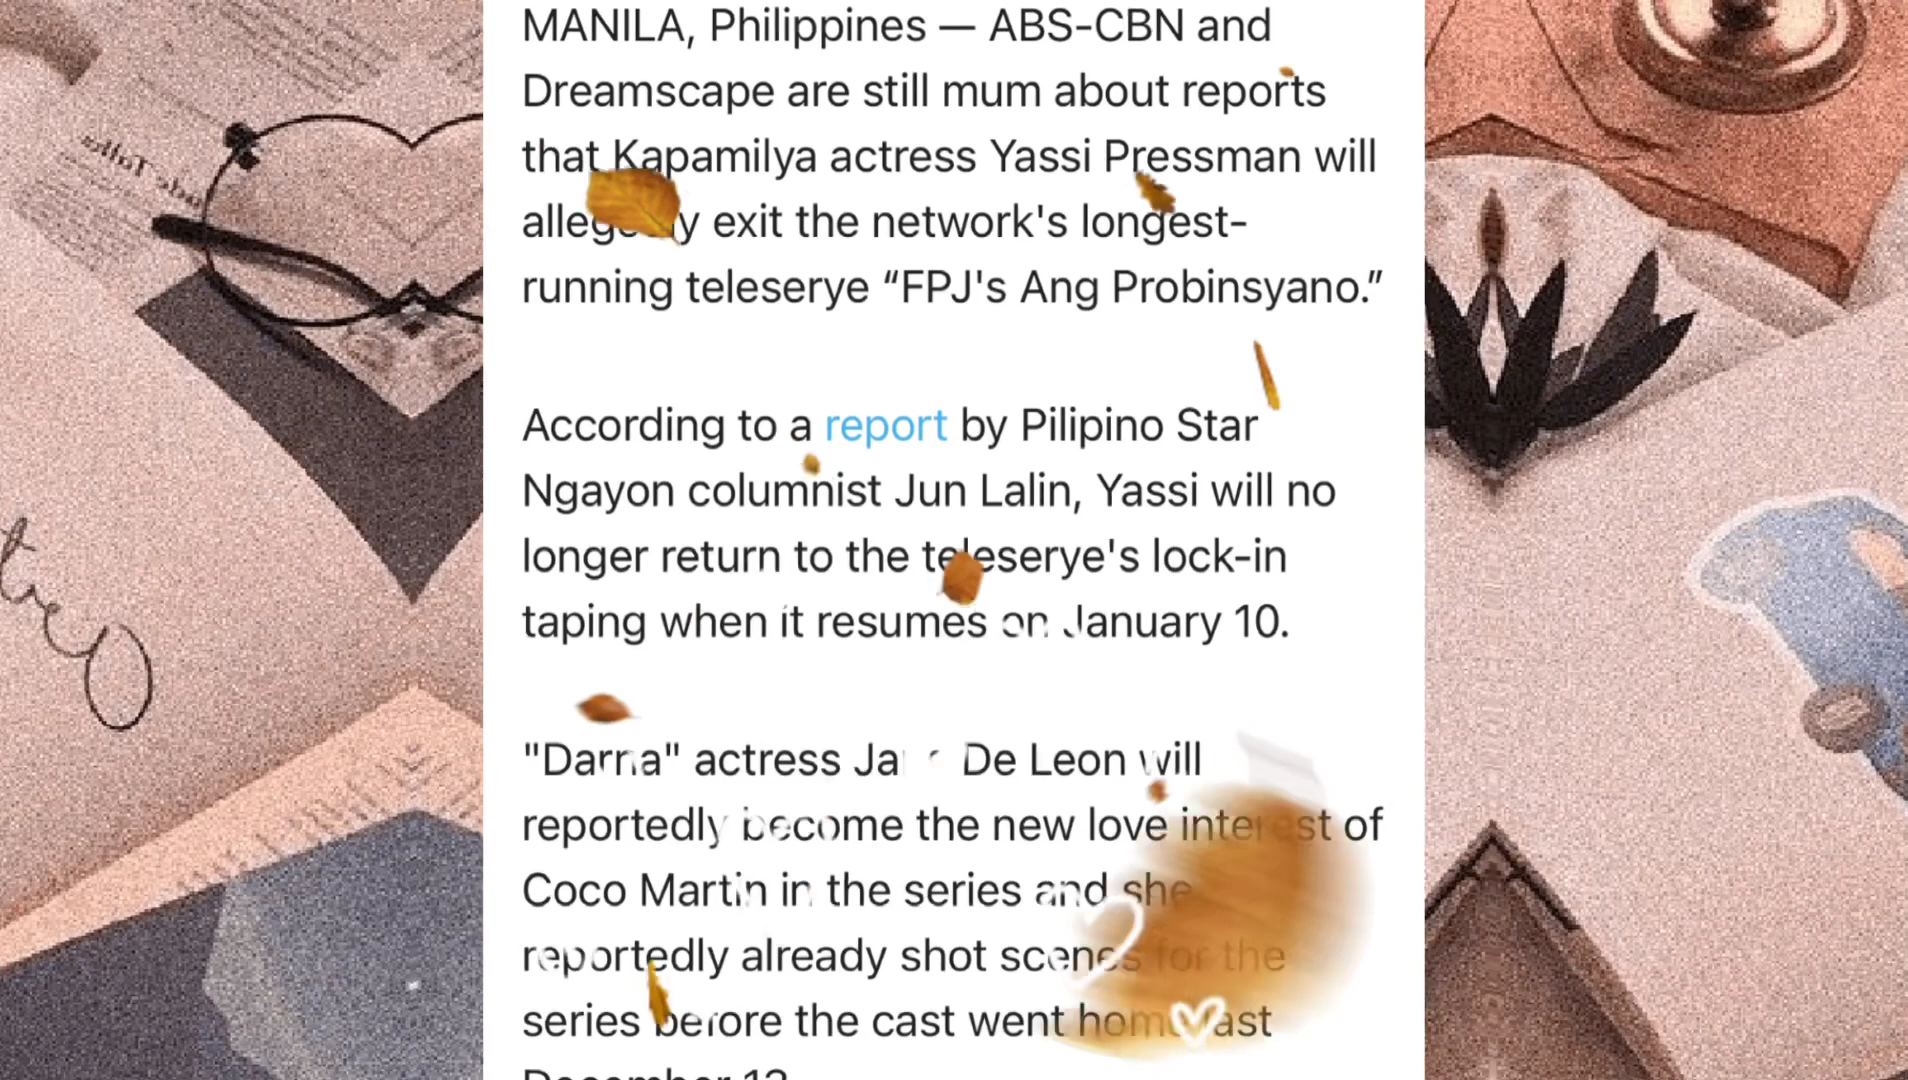 MANILA, Philippines — ABS-CBN and
Dreamscape are still mum about reports
that Kapamilya actress Yassi Pressman will
allegedly exit the network's longest-
running teleserye “FPJ's Ang Probinsyano.”
According to a report by Pilipino Star
Ngayon columnist Jun Lalin, Yassi will no
longer return to the teleserye's lock-in
taping when it resumes on January 10.
"Darna" actress Jane De Leon will
reportedly become the new love interest of
Coco Martin in the series and she
reportedly already shot scenes for the
series before the cast went home last
December